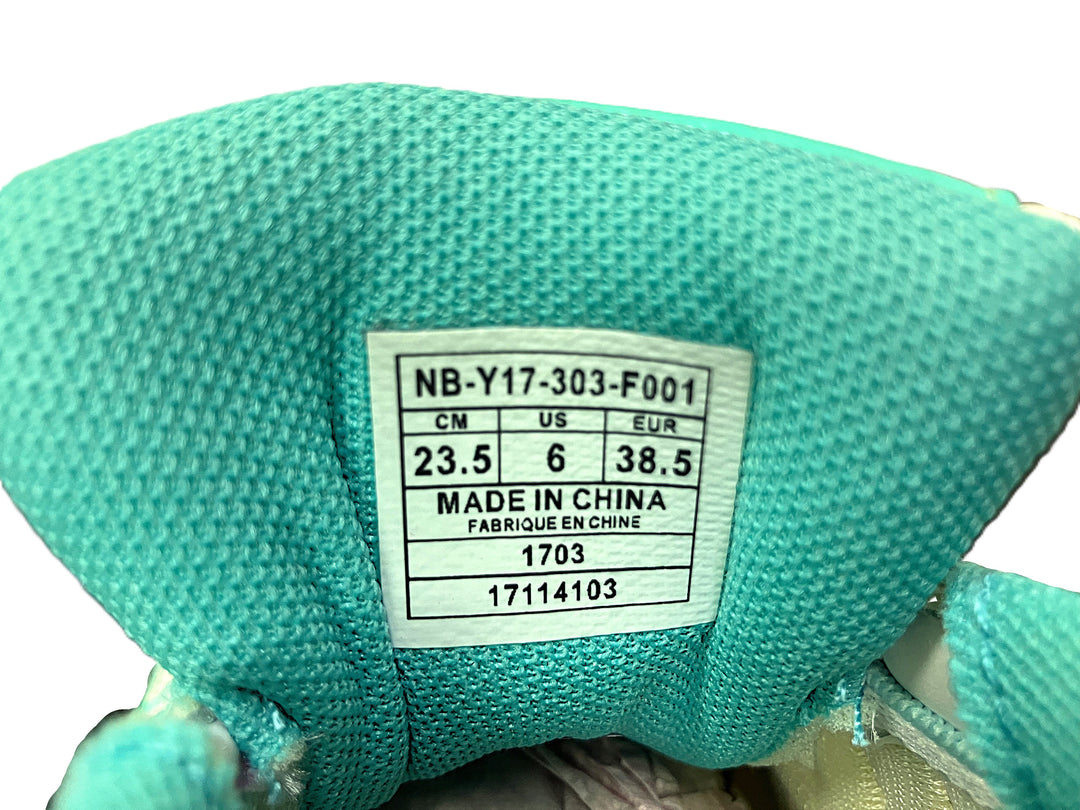 NB-Y17-303-F001
CM US EUR
23.5 6 38.5
MADE IN CHINA
FABRIQUE EN CHINE
1703
17114103